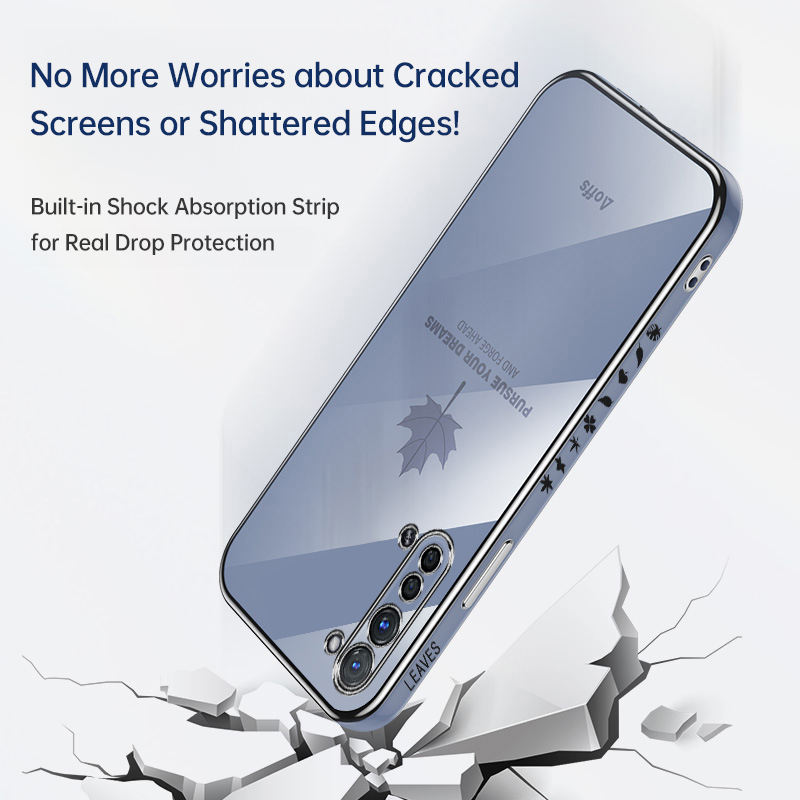 No More Worries about Cracked
Screens or Shattered Edges!
Built-in Shock Absorption Strip
for Real Drop Protection
Λoffs
PURSUE YOUR DREAMS
AND FORGE AHEAD
LEAVES